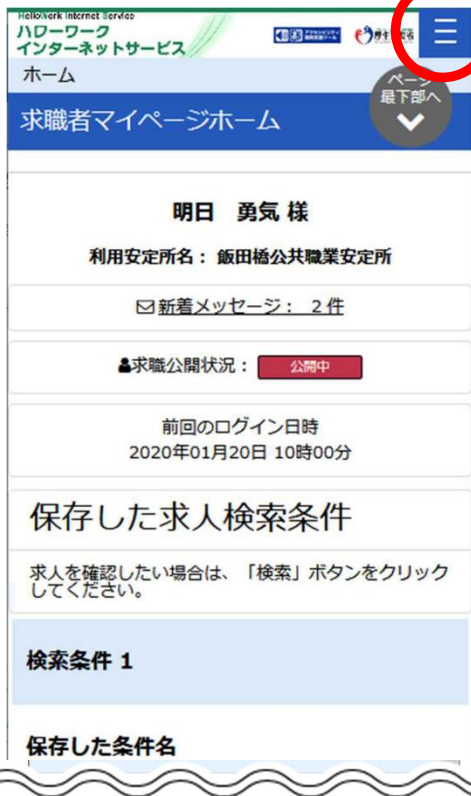 HelloWork Internet Service
ハローワーク
インターネットサービス
ホーム
ページ
最下部へ
求職者マイページホーム
明日 勇気 様
利用安定所名： 飯田橋公共職業安定所
新着メッセージ： 2件
求職公開状況： 公開中
前回のログイン日時
2020年01月20日 10時00分
保存した求人検索条件
求人を確認したい場合は、「検索」ボタンをクリック
してください。
検索条件 1
保存した条件名